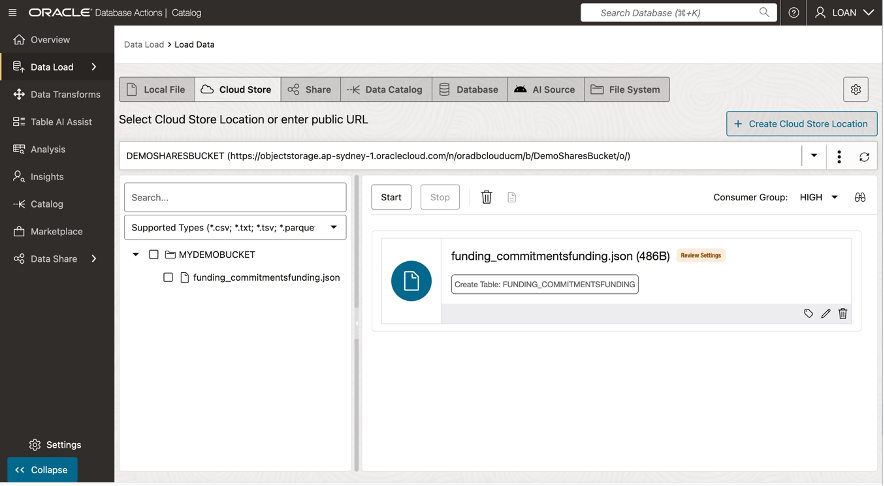 ORACLE® Database Actions | Catalog
Search Database (⌘+K)
LOAN
Overview
Data Load
Data Transforms
Table AI Assist
Analysis
Insights
Catalog
Marketplace
Data Share
Settings
Collapse
Data Load > Load Data
Local File
Cloud Store
Share
Data Catalog
Database
AI Source
File System
Select Cloud Store Location or enter public URL
+ Create Cloud Store Location
DEMOSHARESBUCKET (https://objectstorage.ap-sydney-1.oraclecloud.com/n/oradbclouducm/b/DemoSharesBucket/o/)
Search...
Supported Types (*.csv; *.txt; *.tsv; *.parque
MYDEMOBUCKET
funding_commitmentsfunding.json
Start
Stop
Consumer Group: HIGH
funding_commitmentsfunding.json (486B) Review Settings
Create Table: FUNDING_COMMITMENTSFUNDING